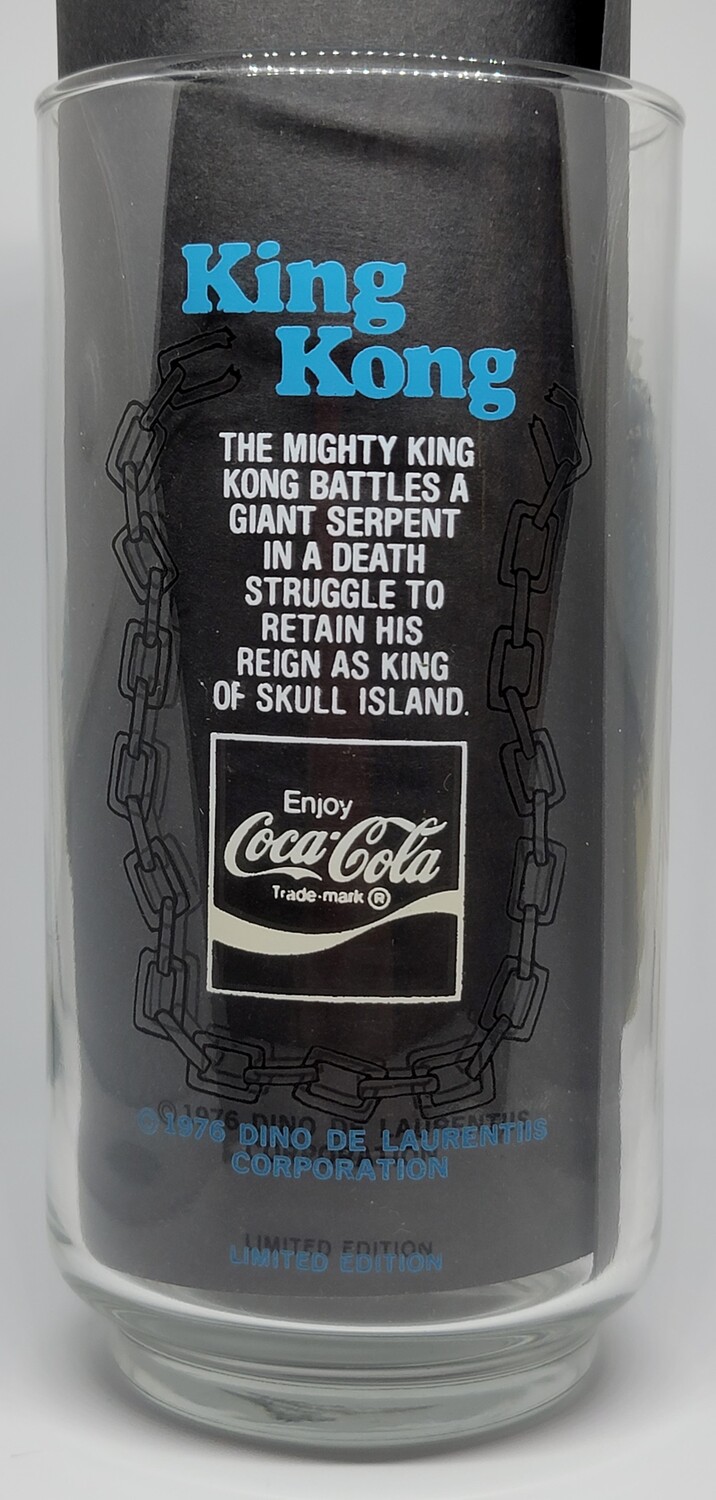 King
Kong
THE MIGHTY KING
KONG BATTLES A
GIANT SERPENT
IN A DEATH
STRUGGLE TO
RETAIN HIS
REIGN AS KING
OF SKULL ISLAND.
Enjoy
Coca-Cola
Trade-mark ®
© 1976 DINO DE LAURENTIIS
CORPORATION
LIMITED EDITION